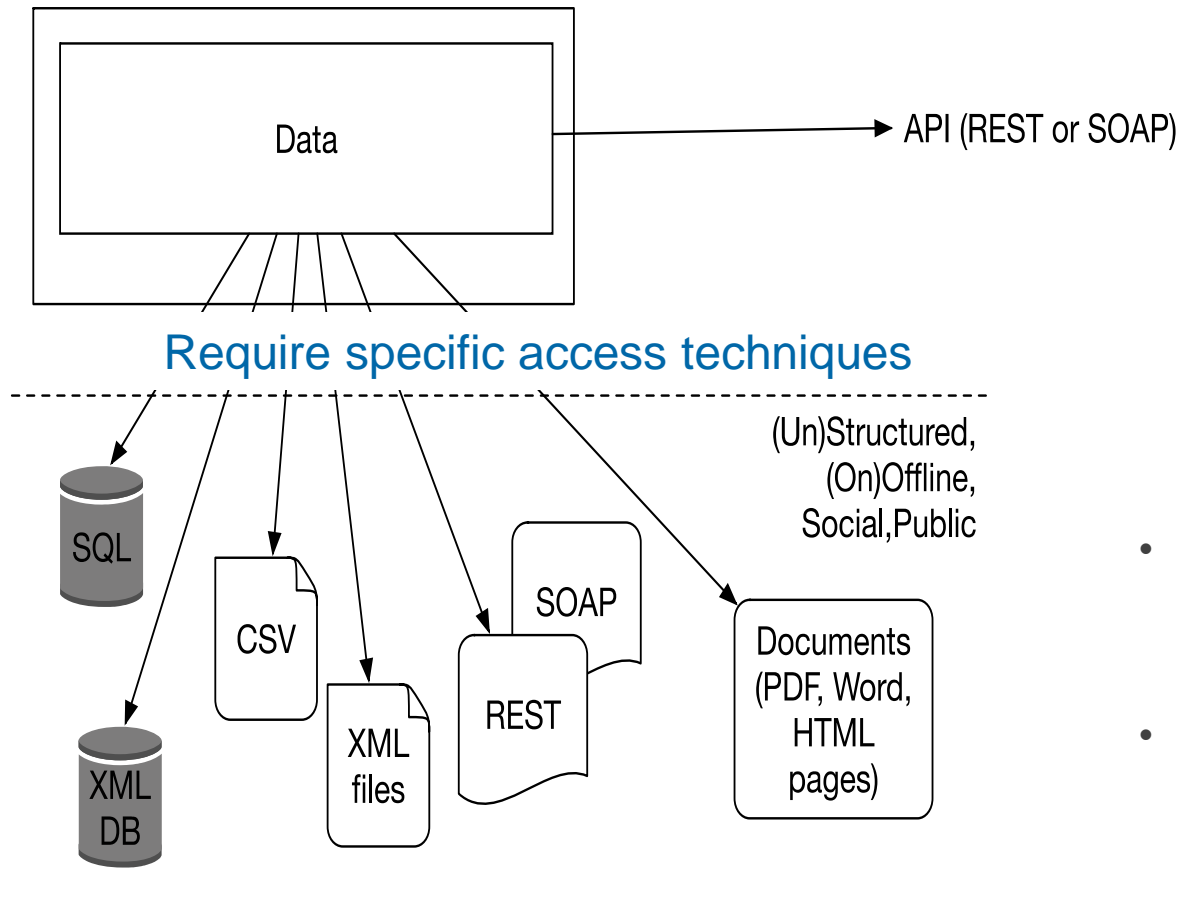 Data
API (REST or SOAP)
Require specific access techniques
(Un)Structured,
(On)Offline,
Social,Public
SQL
CSV
SOAP
REST
Documents
(PDF, Word,
HTML
pages)
XML
files
XML
DB
•
•